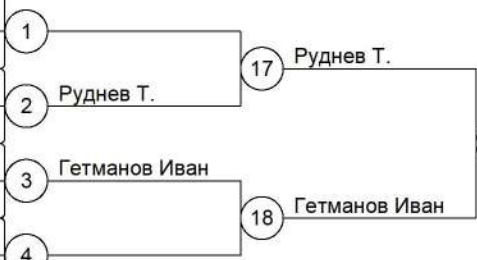 1
17 Руднев Т.
2 Руднев Т.
3 Гетманов Иван
18 Гетманов Иван
4